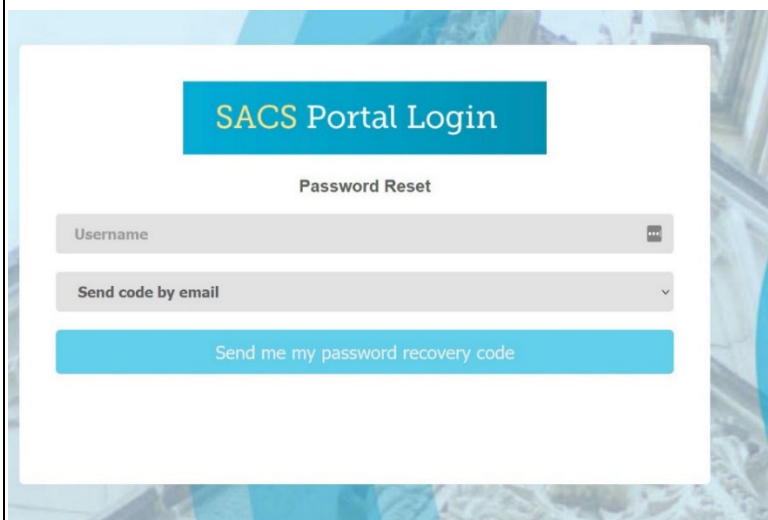 SACS Portal Login
Password Reset
Username
Send code by email
Send me my password recovery code